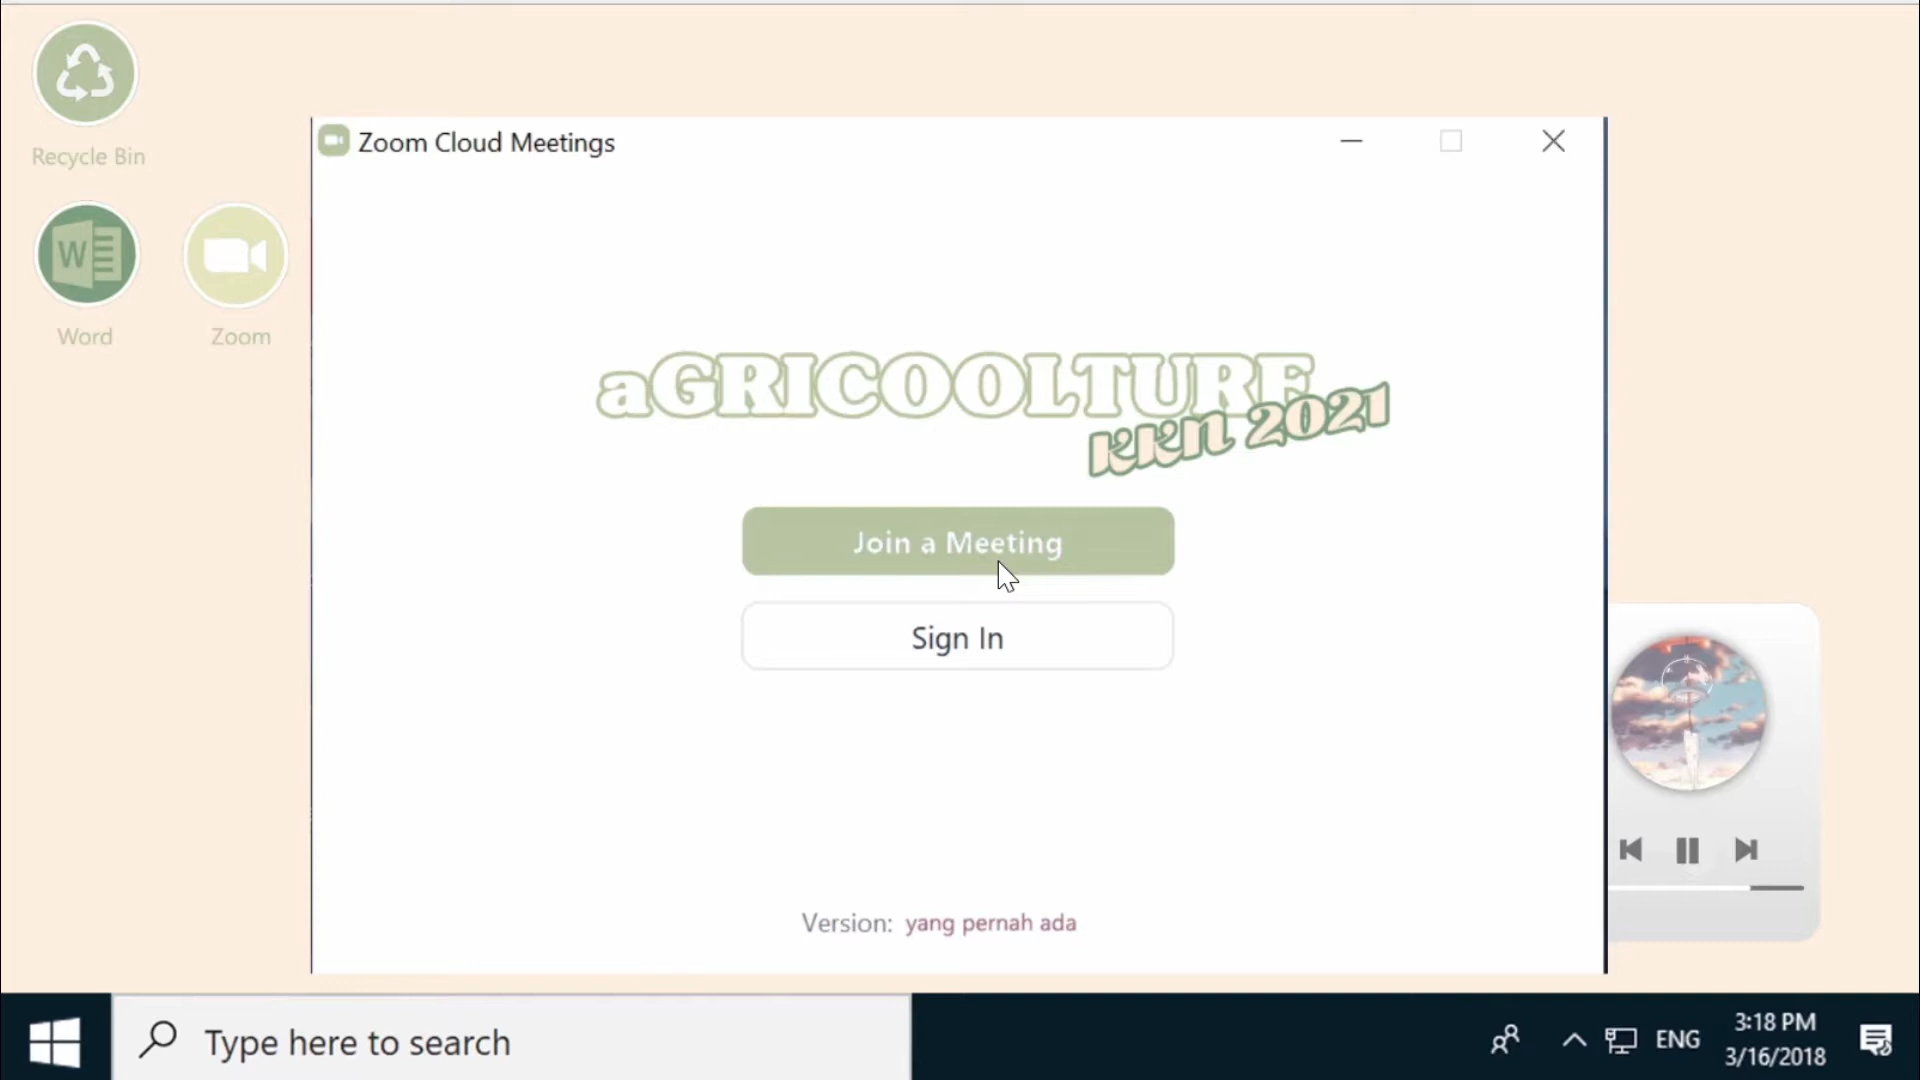 Recycle Bin
Word
Zoom
Zoom Cloud Meetings
aGRICOOLTURE
KKN 2021
Join a Meeting
Sign In
Version: yang pernah ada
Type here to search
ENG
3:18 PM
3/16/2018